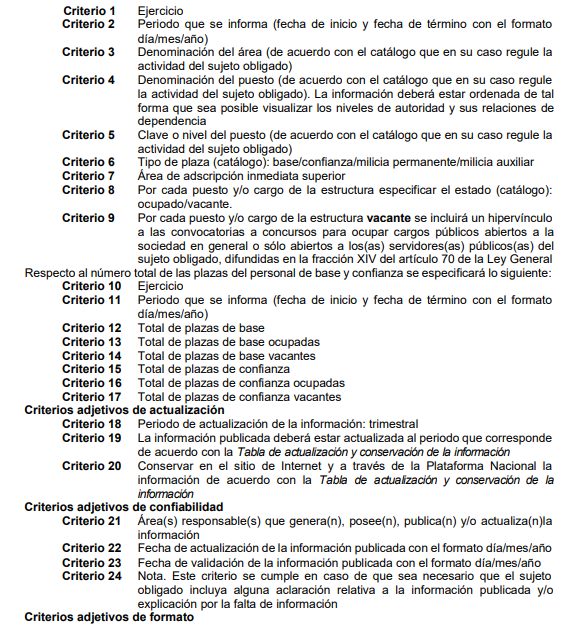 Criterio 1 Ejercicio
Criterio 2 Periodo que se informa (fecha de inicio y fecha de término con el formato
día/mes/año)
Criterio 3 Denominación del área (de acuerdo con el catálogo que en su caso regule la
actividad del sujeto obligado)
Criterio 4 Denominación del puesto (de acuerdo con el catálogo que en su caso regule
la actividad del sujeto obligado). La información deberá estar ordenada de tal
forma que sea posible visualizar los niveles de autoridad y sus relaciones de
dependencia
Criterio 5 Clave o nivel del puesto (de acuerdo con el catálogo que en su caso regule la
actividad del sujeto obligado)
Criterio 6 Tipo de plaza (catálogo): base/confianza/milicia permanente/milicia auxiliar
Criterio 7 Área de adscripción inmediata superior
Criterio 8 Por cada puesto y/o cargo de la estructura especificar el estado (catálogo):
ocupado/vacante.
Criterio 9 Por cada puesto y/o cargo de la estructura vacante se incluirá un hipervínculo
a las convocatorias a concursos para ocupar cargos públicos abiertos a la
sociedad en general o sólo abiertos a los(as) servidores(as) públicos(as) del
sujeto obligado, difundidas en la fracción XIV del artículo 70 de la Ley General
Respecto al número total de las plazas del personal de base y confianza se especificará lo siguiente:
Criterio 10 Ejercicio
Criterio 11 Periodo que se informa (fecha de inicio y fecha de término con el formato
día/mes/año)
Criterio 12 Total de plazas de base
Criterio 13 Total de plazas de base ocupadas
Criterio 14 Total de plazas de base vacantes
Criterio 15 Total de plazas de confianza
Criterio 16 Total de plazas de confianza ocupadas
Criterio 17 Total de plazas de confianza vacantes
Criterios adjetivos de actualización
Criterio 18 Periodo de actualización de la información: trimestral
Criterio 19 La información publicada deberá estar actualizada al periodo que corresponde
de acuerdo con la Tabla de actualización y conservación de la información
Criterio 20 Conservar en el sitio de Internet y a través de la Plataforma Nacional la
información de acuerdo con la Tabla de actualización y conservación de la
información
Criterios adjetivos de confiabilidad
Criterio 21 Área(s) responsable(s) que genera(n), posee(n), publica(n) y/o actualiza(n)la
información
Criterio 22 Fecha de actualización de la información publicada con el formato día/mes/año
Criterio 23 Fecha de validación de la información publicada con el formato día/mes/año
Criterio 24 Nota. Este criterio se cumple en caso de que sea necesario que el sujeto
obligado incluya alguna aclaración relativa a la información publicada y/o
explicación por la falta de información
Criterios adjetivos de formato